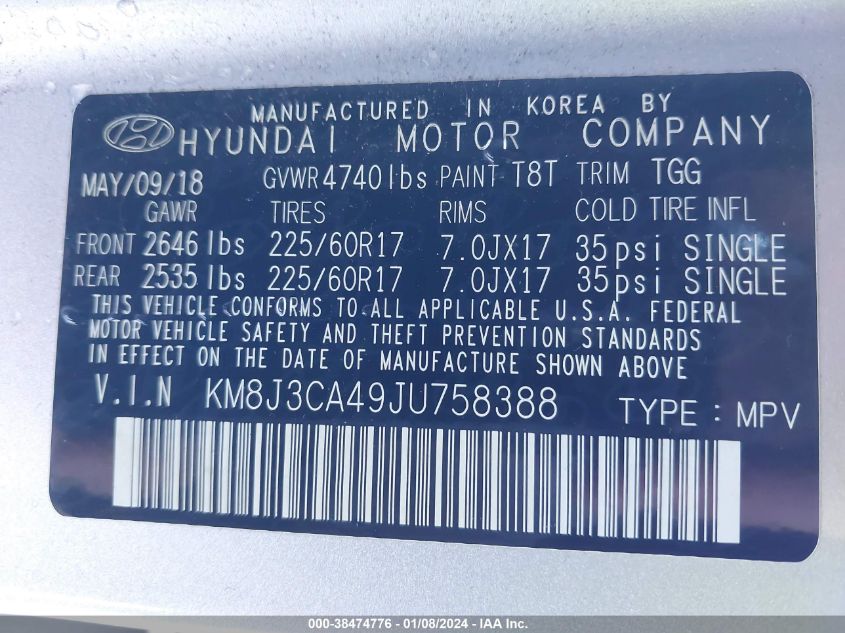 MANUFACTURED IN KOREA BY
HYUNDAI MOTOR COMPANY
MAY/09/18 GVWR 4740 lbs PAINT T8T TRIM TGG
GAWR TIRES RIMS COLD TIRE INFL
FRONT 2646 lbs 225/60R17 7.0JX17 35psi SINGLE
REAR 2535 lbs 225/60R17 7.0JX17 35psi SINGLE
THIS VEHICLE CONFORMS TO ALL APPLICABLE U.S.A. FEDERAL
MOTOR VEHICLE SAFETY AND THEFT PREVENTION STANDARDS
IN EFFECT ON THE DATE OF MANUFACTURE SHOWN ABOVE
V.I.N KM8J3CA49JU758388 TYPE : MPV
000-38474776 - 01/08/2024 - IAA Inc.